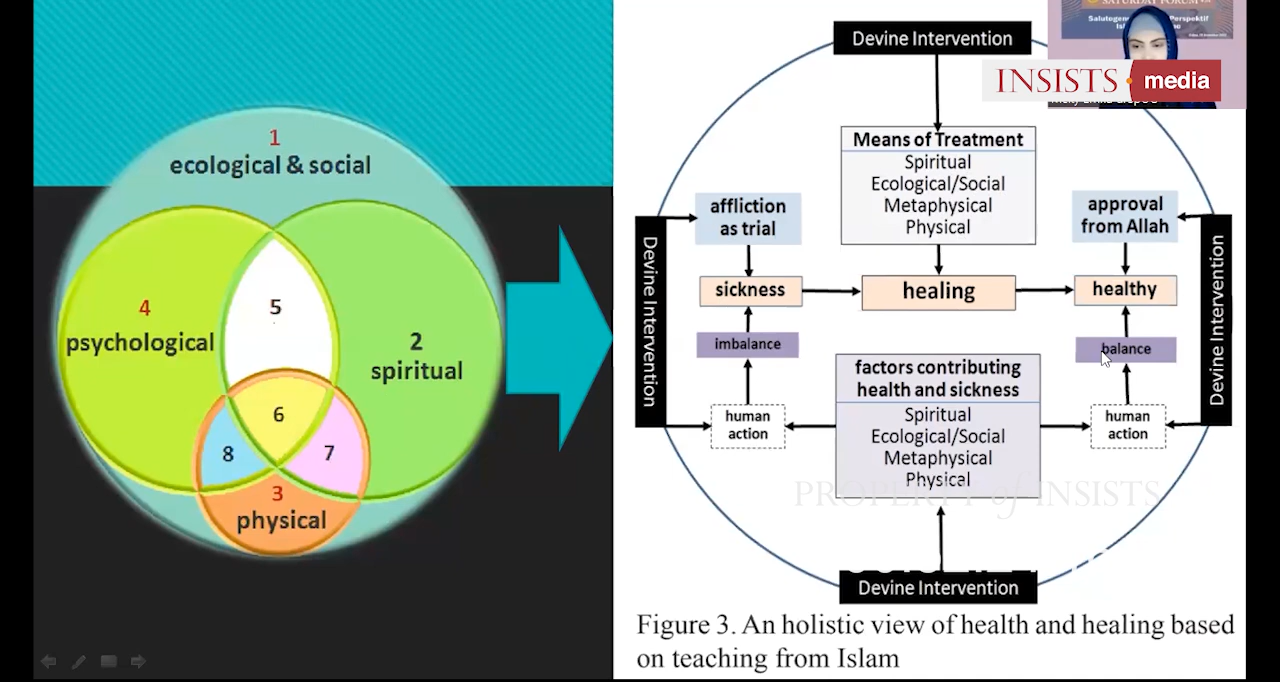 1
ecological & social
4
psychological
5
2
spiritual
6
8
7
3
physical
SATURDAY FORUM
INSISTS media
Devine Intervention
Means of Treatment
Spiritual
Ecological/Social
Metaphysical
Physical
affliction
as trial
approval
from Allah
Devine Intervention
Devine Intervention
sickness
healing
healthy
imbalance
balance
factors contributing
health and sickness
Spiritual
Ecological/Social
Metaphysical
Physical
human
action
human
action
PROPERTY of INSISTS
Devine Intervention
Figure 3. An holistic view of health and healing based
on teaching from Islam